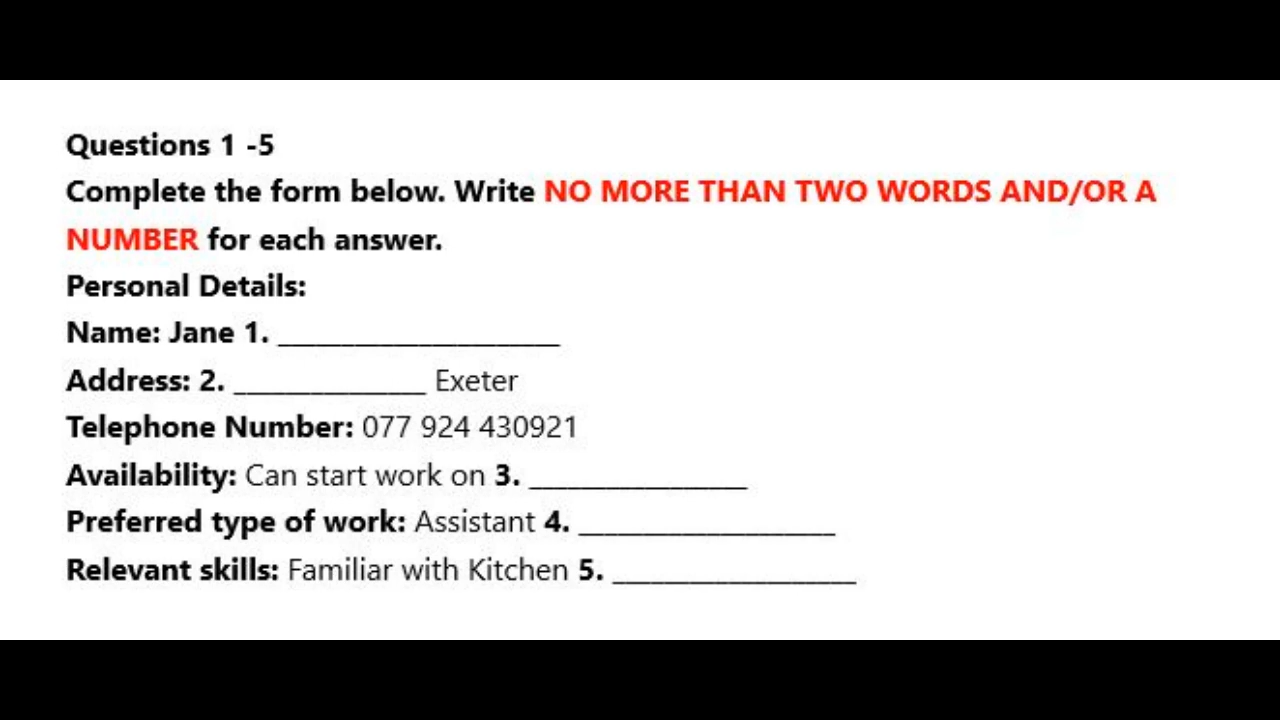 Questions 1 -5
Complete the form below. Write NO MORE THAN TWO WORDS AND/OR A
NUMBER for each answer.
Personal Details:
Name: Jane 1. ______________________
Address: 2. _______________ Exeter
Telephone Number: 077 924 430921
Availability: Can start work on 3. _________________
Preferred type of work: Assistant 4. ____________________
Relevant skills: Familiar with Kitchen 5. ___________________